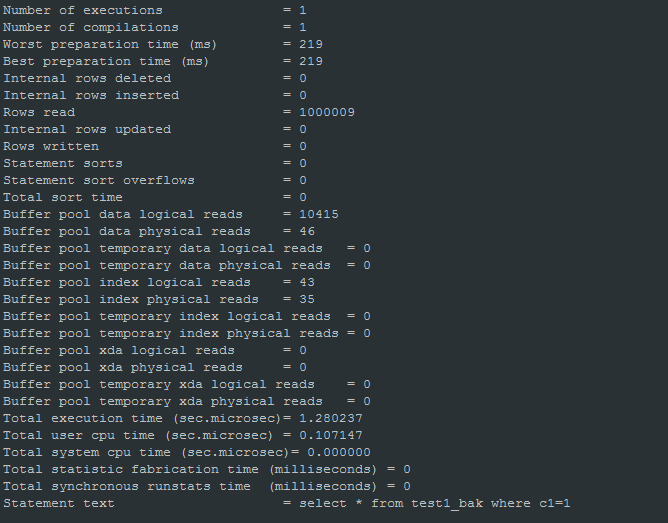 Number of executions = 1
Number of compilations = 1
Worst preparation time (ms) = 219
Best preparation time (ms) = 219
Internal rows deleted = 0
Internal rows inserted = 0
Rows read = 1000009
Internal rows updated = 0
Rows written = 0
Statement sorts = 0
Statement sort overflows = 0
Total sort time = 0
Buffer pool data logical reads = 10415
Buffer pool data physical reads = 46
Buffer pool temporary data logical reads = 0
Buffer pool temporary data physical reads = 0
Buffer pool index logical reads = 43
Buffer pool index physical reads = 35
Buffer pool temporary index logical reads = 0
Buffer pool temporary index physical reads = 0
Buffer pool xda logical reads = 0
Buffer pool xda physical reads = 0
Buffer pool temporary xda logical reads = 0
Buffer pool temporary xda physical reads = 0
Total execution time (sec.microsec)= 1.280237
Total user cpu time (sec.microsec) = 0.107147
Total system cpu time (sec.microsec)= 0.000000
Total statistic fabrication time (milliseconds) = 0
Total synchronous runstats time (milliseconds) = 0
Statement text = select * from test1_bak where c1=1